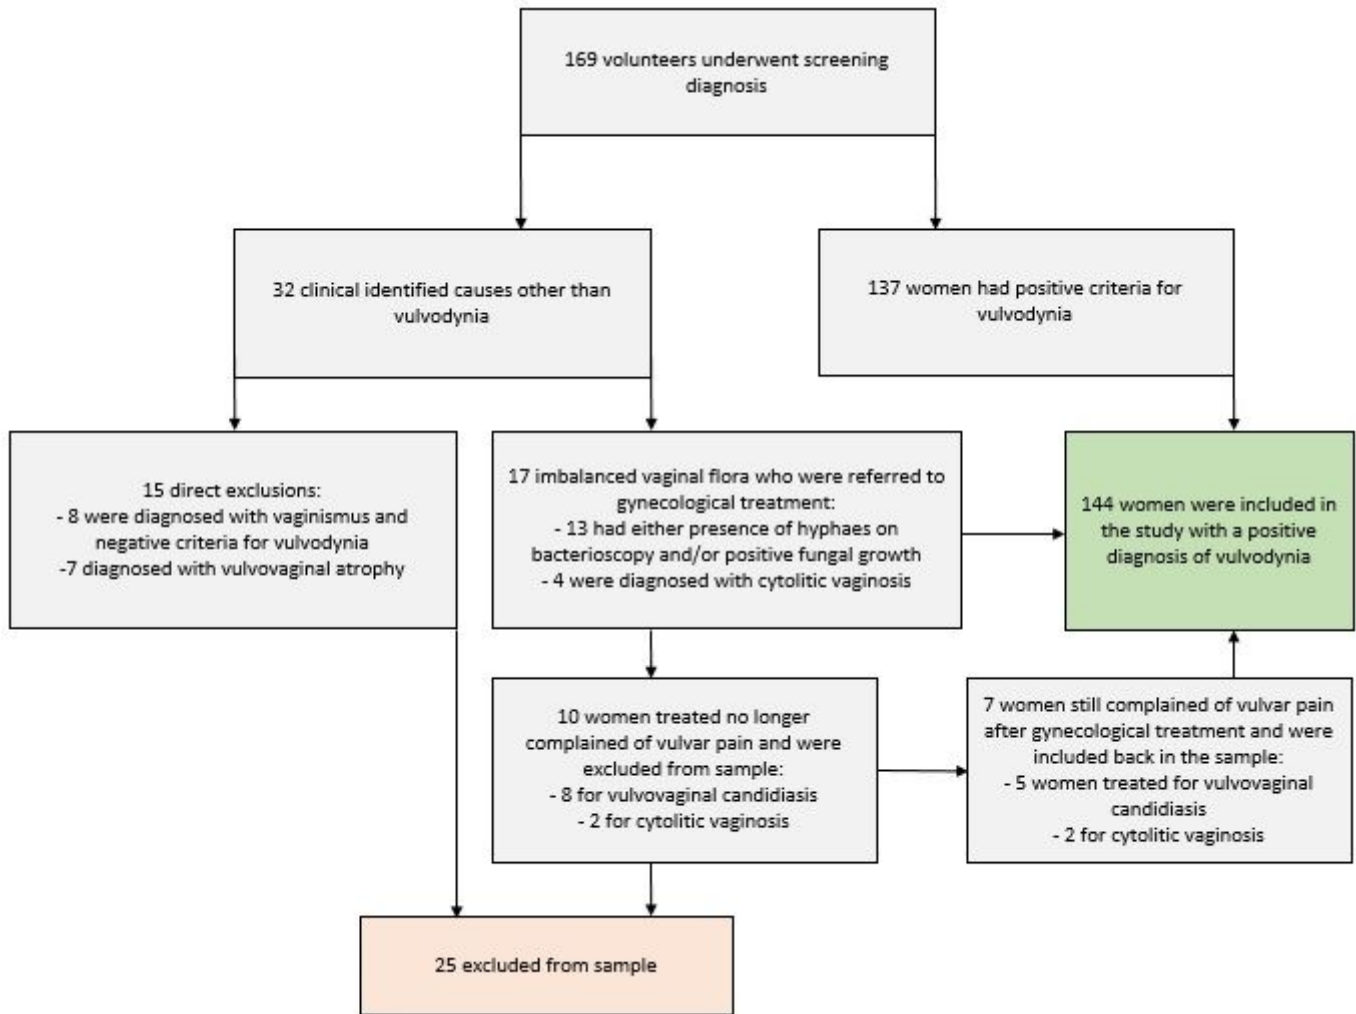 169 volunteers underwent screening
diagnosis
32 clinical identified causes other than
vulvodynia
137 women had positive criteria for
vulvodynia
15 direct exclusions:
- 8 were diagnosed with vaginismus and
negative criteria for vulvodynia
-7 diagnosed with vulvovaginal atrophy
17 imbalanced vaginal flora who were referred to
gynecological treatment:
- 13 had either presence of hyphaes on
bacterioscopy and/or positive fungal growth
- 4 were diagnosed with cytolitic vaginosis
144 women were included in
the study with a positive
diagnosis of vulvodynia
10 women treated no longer
complained of vulvar pain and were
excluded from sample:
- 8 for vulvovaginal candidiasis
- 2 for cytolitic vaginosis
7 women still complained of vulvar pain
after gynecological treatment and were
included back in the sample:
- 5 women treated for vulvovaginal
candidiasis
- 2 for cytolitic vaginosis
25 excluded from sample